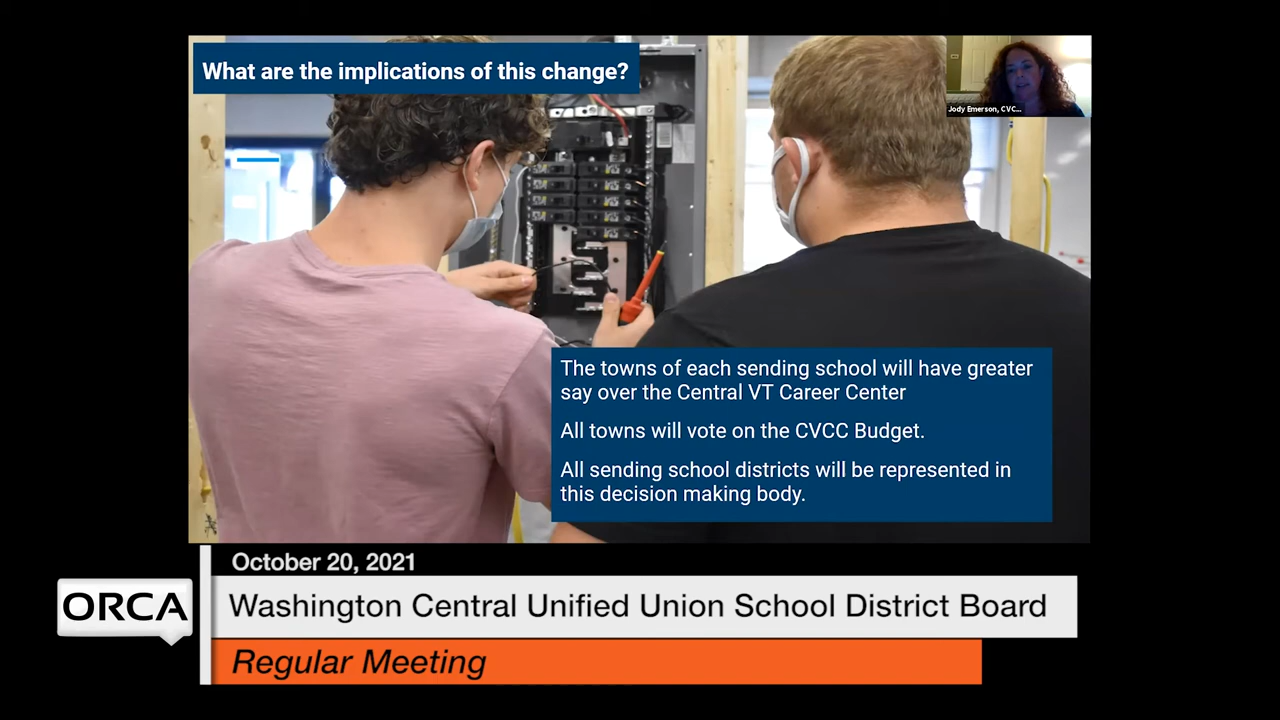 What are the implications of this change?
Jody Emerson, CVC...
The towns of each sending school will have greater
say over the Central VT Career Center
All towns will vote on the CVCC Budget.
All sending school districts will be represented in
this decision making body.
October 20, 2021
ORCA
Washington Central Unified Union School District Board
Regular Meeting